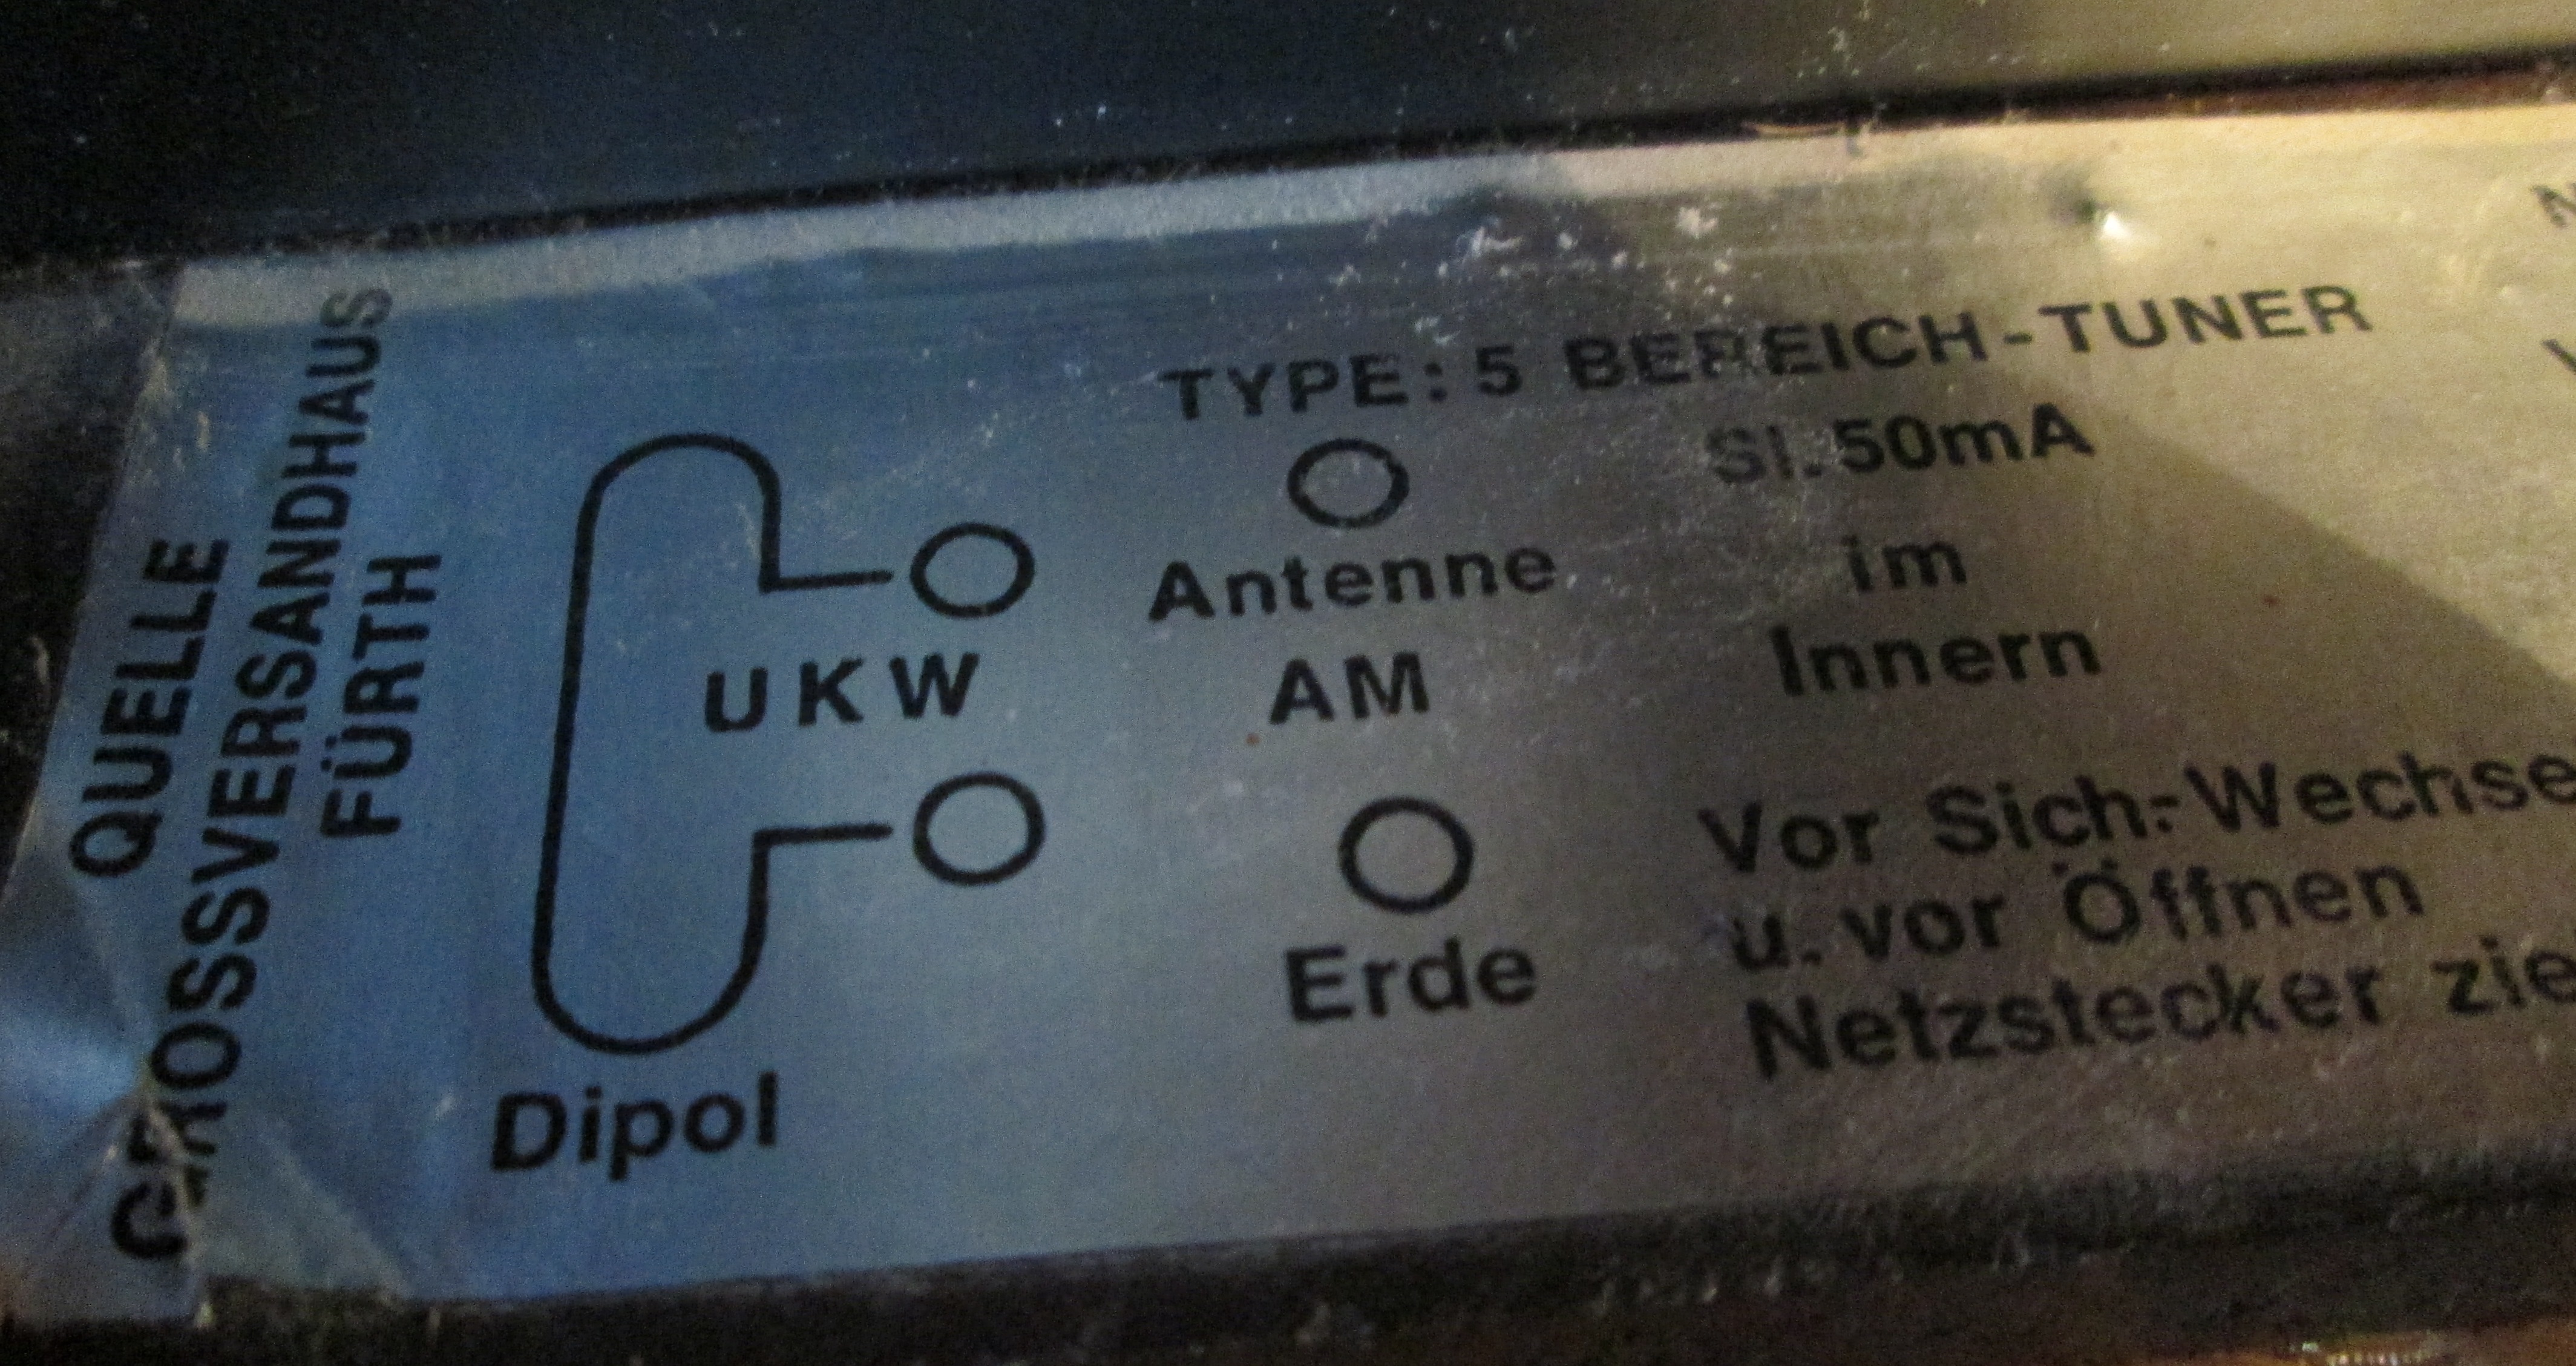 QUELLE
GROSSVERSANDHAUS
FÜRTH
TYPE: 5 BEREICH-TUNER
SI. 50mA
im
Innern
Antenne
UKW
AM
Erde
Dipol
Vor Sich.-Wechse
u. vor Öffnen
Netzstecker zie